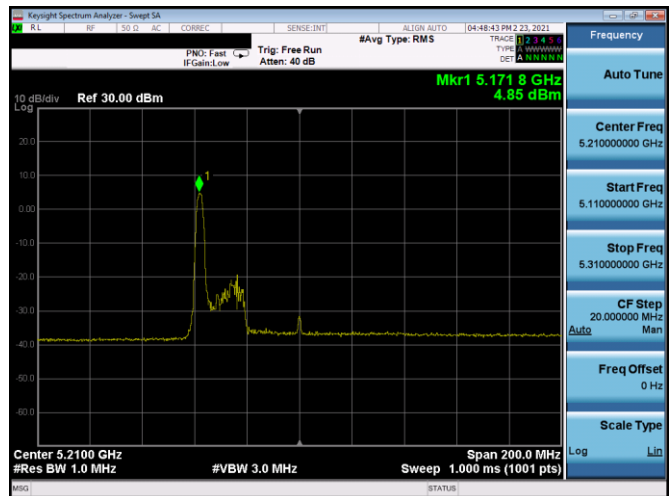 Keysight Spectrum Analyzer - Swept SA
RL RF 50 Ω AC CORREC SENSE:INT ALIGN AUTO 04:48:43 PM 2 23, 2021
PNO: Fast
IFGain:Low
Trig: Free Run
Atten: 40 dB
#Avg Type: RMS
TRACE 1 2 3 4 5 6
TYPE A
DET A N N N N N
Mkr1 5.171 8 GHz
4.85 dBm
10 dB/div Ref 30.00 dBm
Log
20.0
10.0
1
0.00
-10.0
-20.0
-30.0
-40.0
-50.0
-60.0
Center 5.2100 GHz Span 200.0 MHz
#Res BW 1.0 MHz #VBW 3.0 MHz Sweep 1.000 ms (1001 pts)
MSG STATUS
Frequency
Auto Tune
Center Freq
5.210000000 GHz
Start Freq
5.110000000 GHz
Stop Freq
5.310000000 GHz
CF Step
20.000000 MHz
Auto Man
Freq Offset
0 Hz
Scale Type
Log Lin